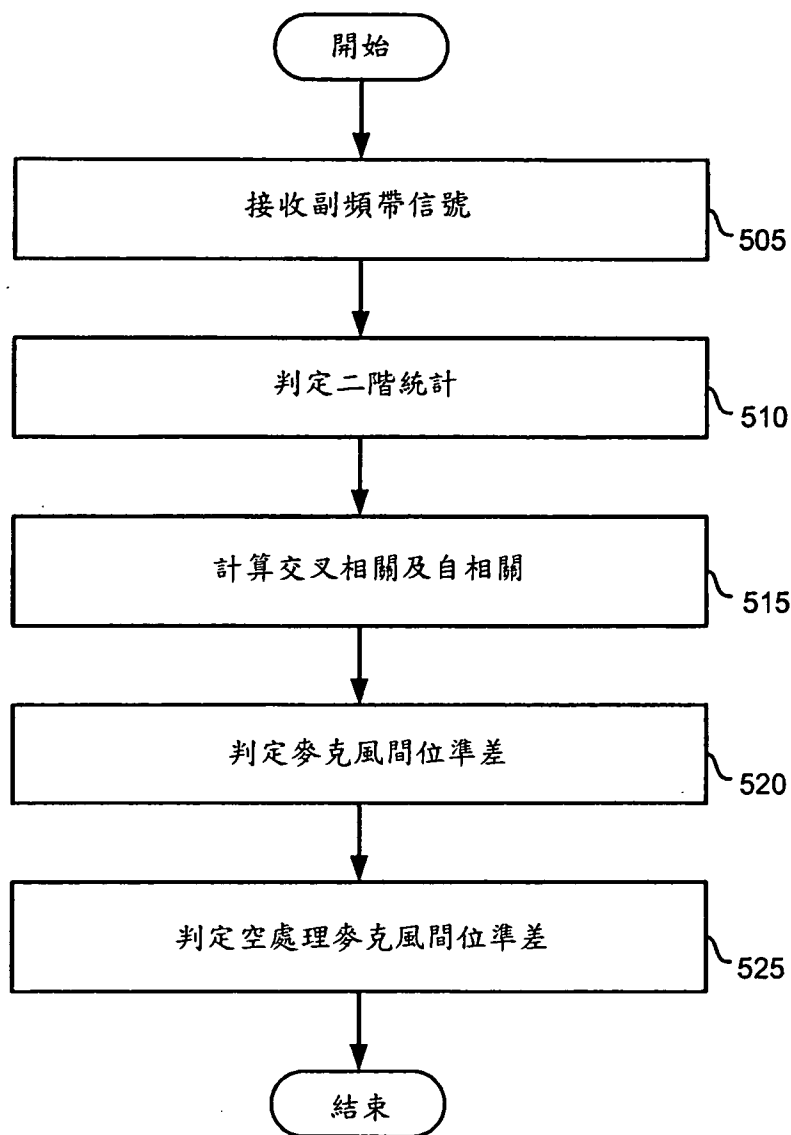 開始
接收副頻帶信號
505
判定二階統計
510
計算交叉相關及自相關
515
判定麥克風間位準差
520
判定空處理麥克風間位準差
525
結束